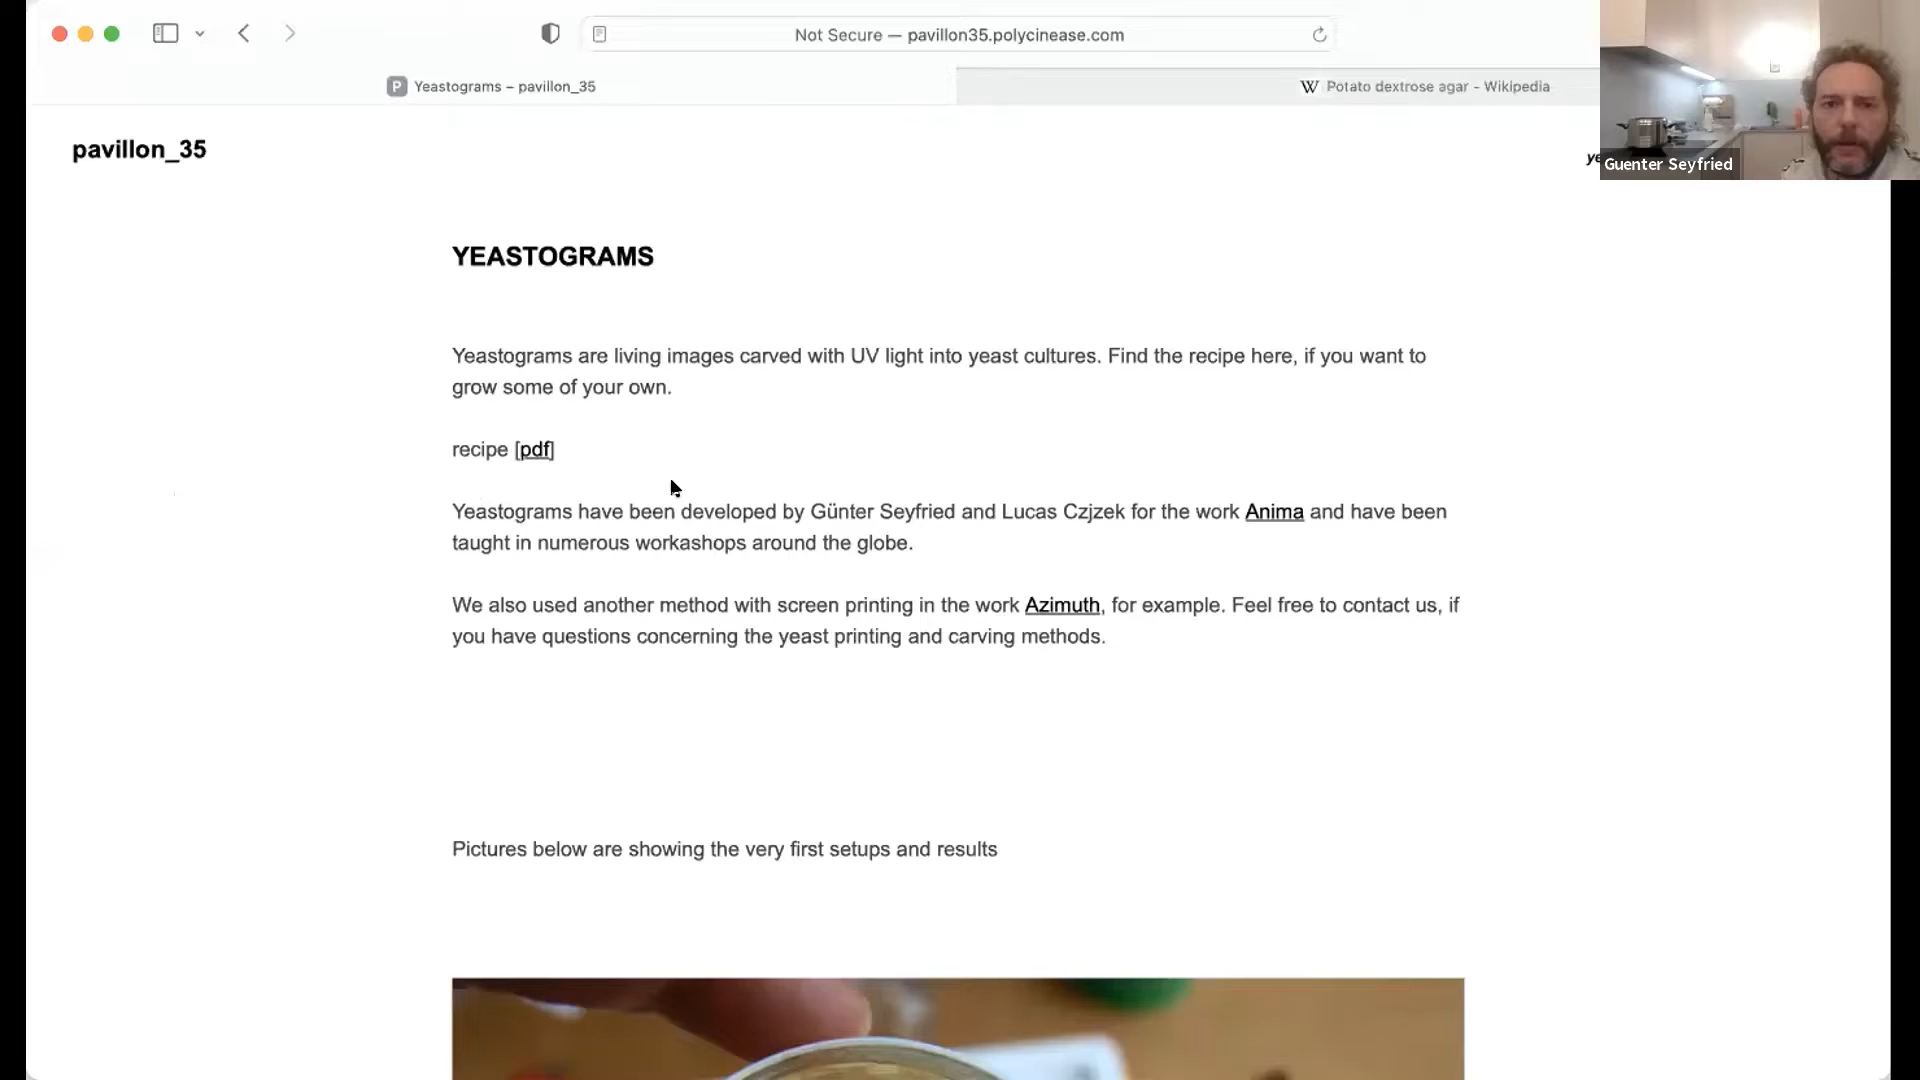 Not Secure — pavillon35.polycinease.com
P Yeastograms – pavillon_35
W Potato dextrose agar - Wikipedia
pavillon_35
ye
Guenter Seyfried
YEASTOGRAMS
Yeastograms are living images carved with UV light into yeast cultures. Find the recipe here, if you want to
grow some of your own.
recipe [pdf]
Yeastograms have been developed by Günter Seyfried and Lucas Czjzek for the work Anima and have been
taught in numerous workashops around the globe.
We also used another method with screen printing in the work Azimuth, for example. Feel free to contact us, if
you have questions concerning the yeast printing and carving methods.
Pictures below are showing the very first setups and results